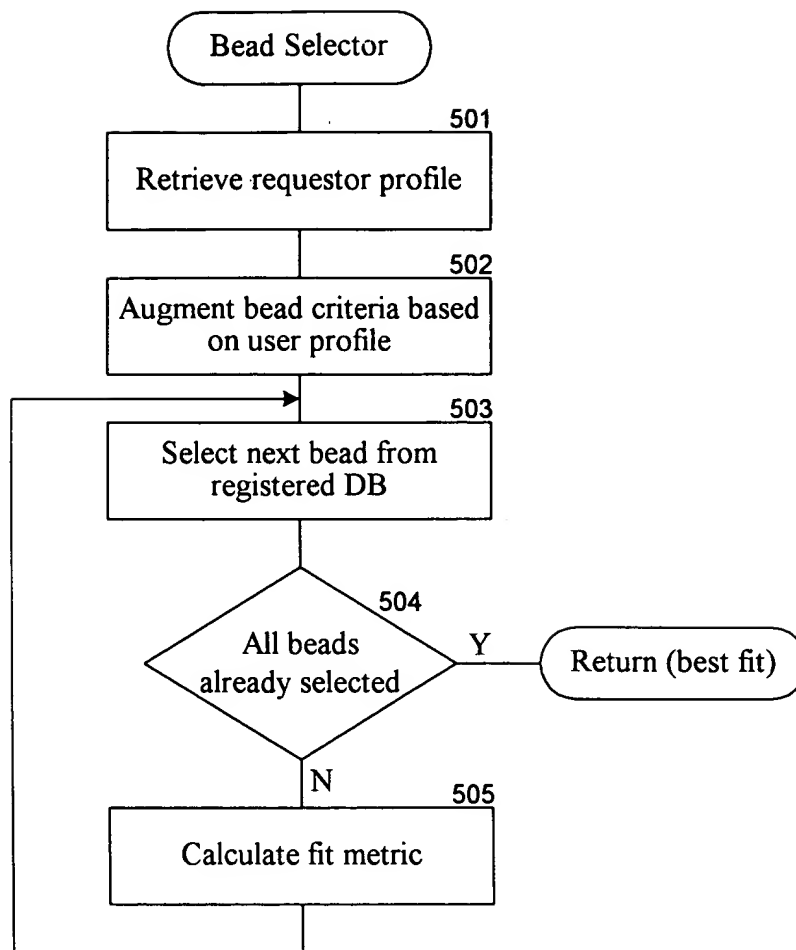 Bead Selector
501
Retrieve requestor profile
502
Augment bead criteria based
on user profile
503
Select next bead from
registered DB
504
All beads
already selected
Y
Return (best fit)
N
505
Calculate fit metric